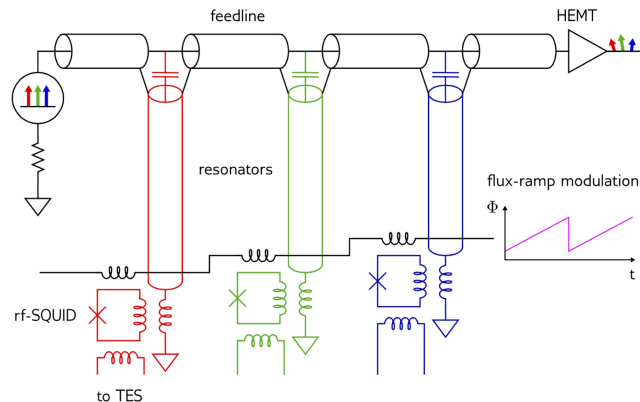 feedline
HEMT
resonators
flux-ramp modulation
Φ
t
rf-SQUID
to TES